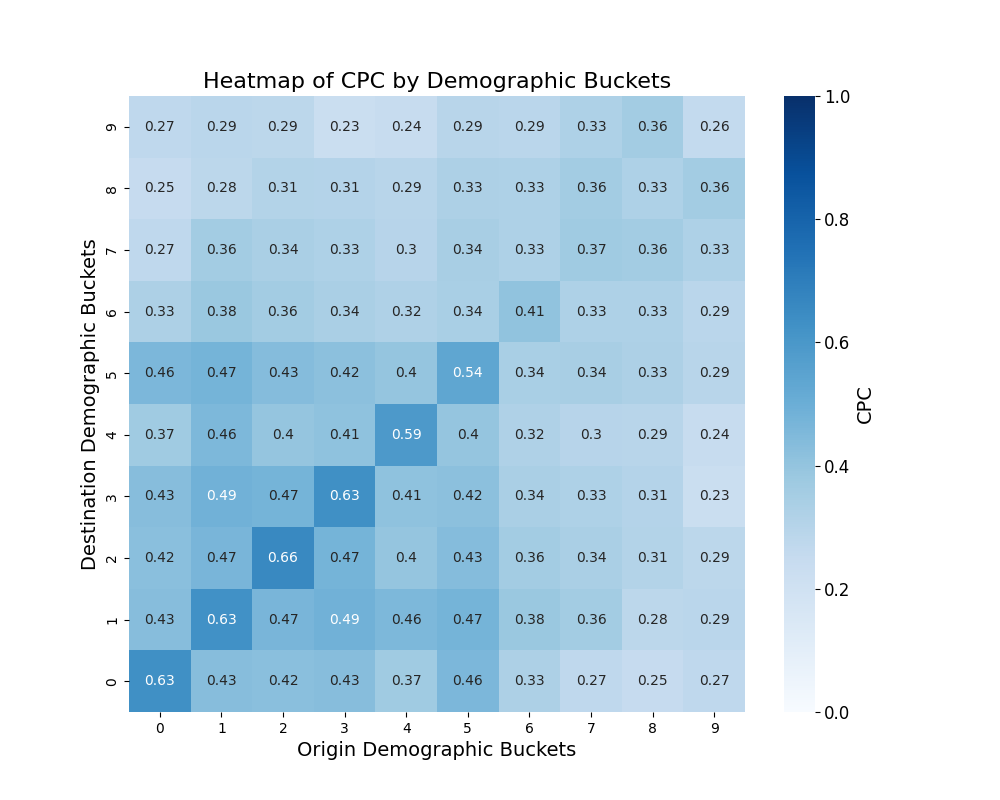 Heatmap of CPC by Demographic Buckets
9 0.27 0.29 0.29 0.23 0.24 0.29 0.29 0.33 0.36 0.26
8 0.25 0.28 0.31 0.31 0.29 0.33 0.33 0.36 0.33 0.36
7 0.27 0.36 0.34 0.33 0.3 0.34 0.33 0.37 0.36 0.33
6 0.33 0.38 0.36 0.34 0.32 0.34 0.41 0.33 0.33 0.29
5 0.46 0.47 0.43 0.42 0.4 0.54 0.34 0.34 0.33 0.29
4 0.37 0.46 0.4 0.41 0.59 0.4 0.32 0.3 0.29 0.24
3 0.43 0.49 0.47 0.63 0.41 0.42 0.34 0.33 0.31 0.23
2 0.42 0.47 0.66 0.47 0.4 0.43 0.36 0.34 0.31 0.29
1 0.43 0.63 0.47 0.49 0.46 0.47 0.38 0.36 0.28 0.29
0 0.63 0.43 0.42 0.43 0.37 0.46 0.33 0.27 0.25 0.27
0 1 2 3 4 5 6 7 8 9
Origin Demographic Buckets
Destination Demographic Buckets
1.0
0.8
0.6
0.4
0.2
0.0
CPC